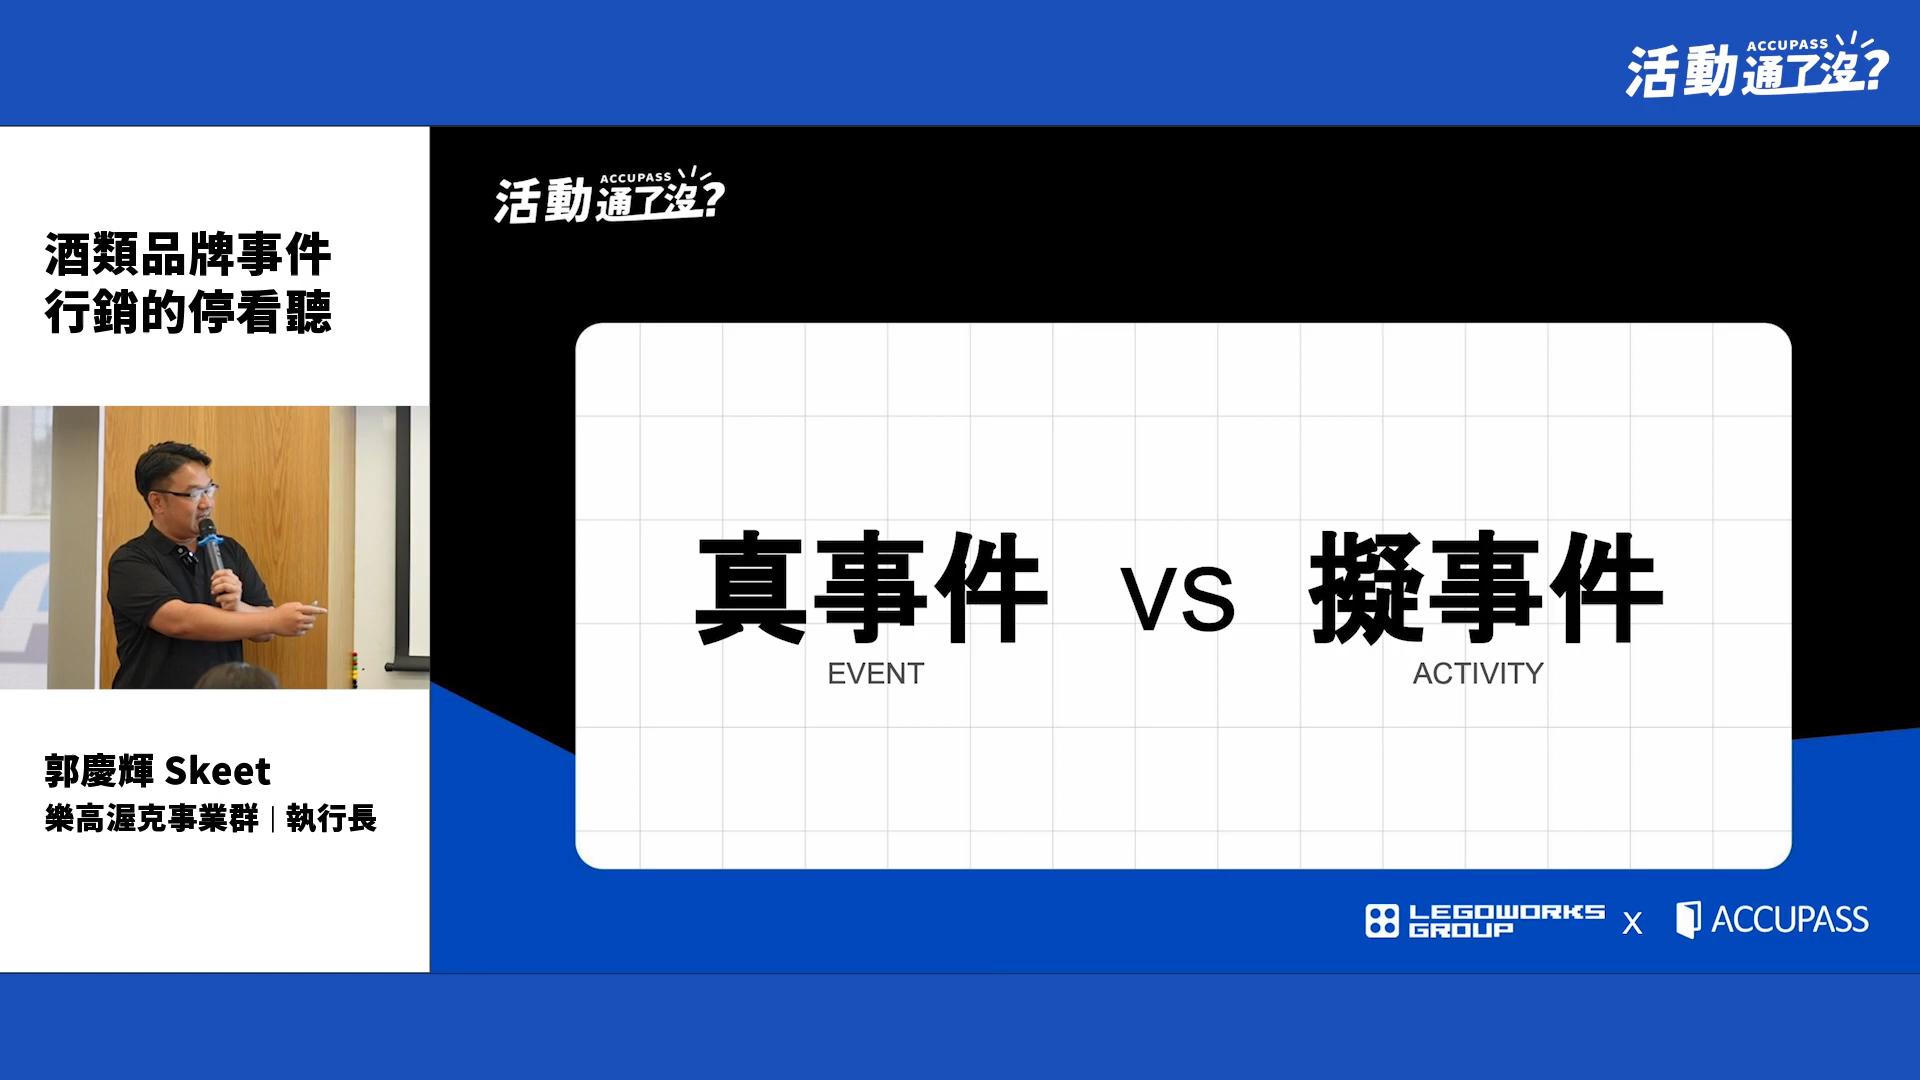 活動通了沒?
ACCUPASS
酒類品牌事件
行銷的停看聽
郭慶輝 Skeet
樂高渥克事業群｜執行長
活動通了沒?
ACCUPASS
真事件 vs 擬事件
EVENT ACTIVITY
LEGOWORKS GROUP X ACCUPASS